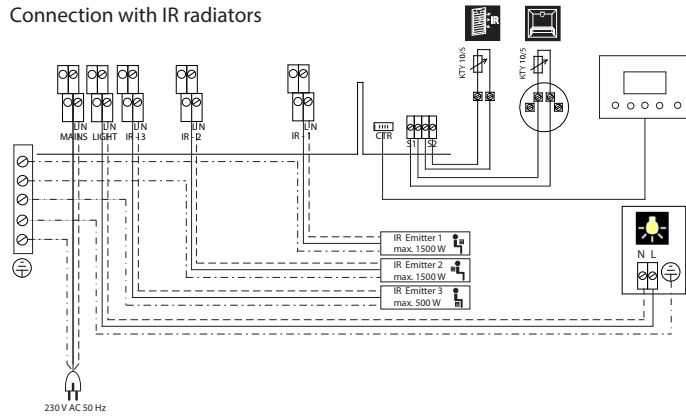 Connection with IR radiators
IR
KTY 10/5
KTY 10/5
L N
L N
L N
L N
L N
MAINS
LIGHT
IR - 3
IR - 2
IR - 1
CTR
S1
S2
IR Emitter 1
max. 1500 W
IR Emitter 2
max. 1500 W
IR Emitter 3
max. 500 W
N L
230 V AC 50 Hz